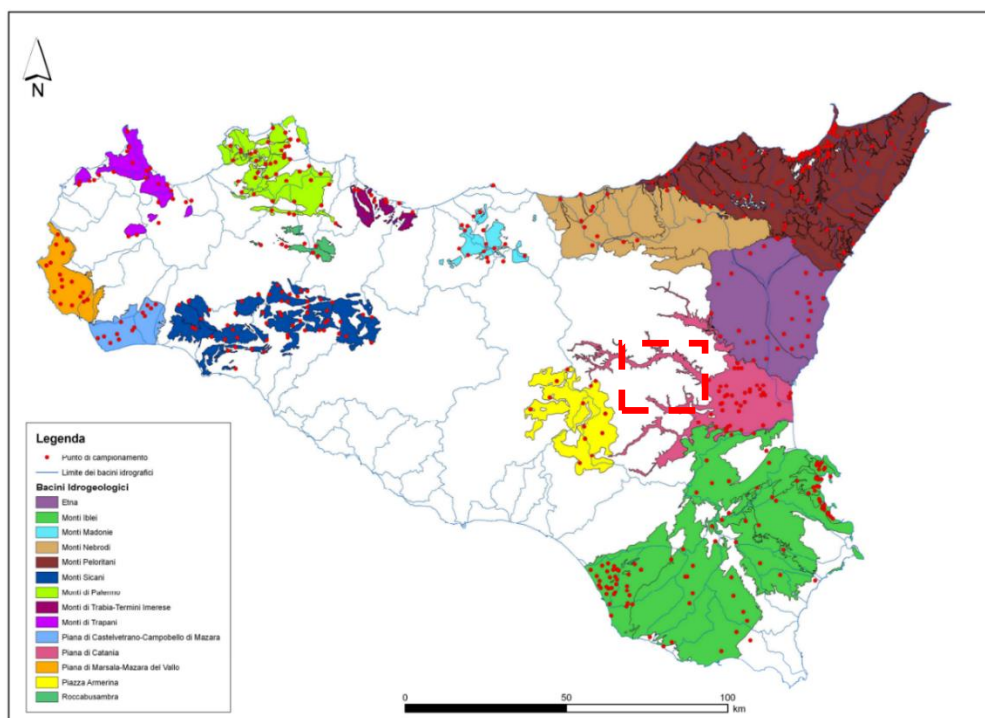 N
Legenda
Punto di campionamento
Limite dei bacini idrografici
Bacini Idrogeologici
Etna
Monti Iblei
Monti Madonie
Monti Nebrodi
Monti Peloritani
Monti Sicani
Monti di Palermo
Monti di Trabia-Termini Imerese
Monti di Trapani
Piana di Castelvetrano-Campobello di Mazara
Piana di Catania
Piana di Marsala-Mazara del Vallo
Piazza Armerina
Roccabusambra
0 50 100
km